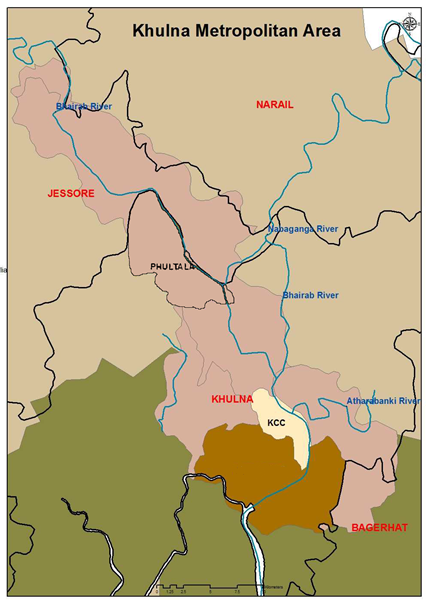 Khulna Metropolitan Area
Bhairab River
NARAIL
JESSORE
Nabaganga River
PHULTALA
Bhairab River
KHULNA
Atharabanki River
KCC
BAGERHAT